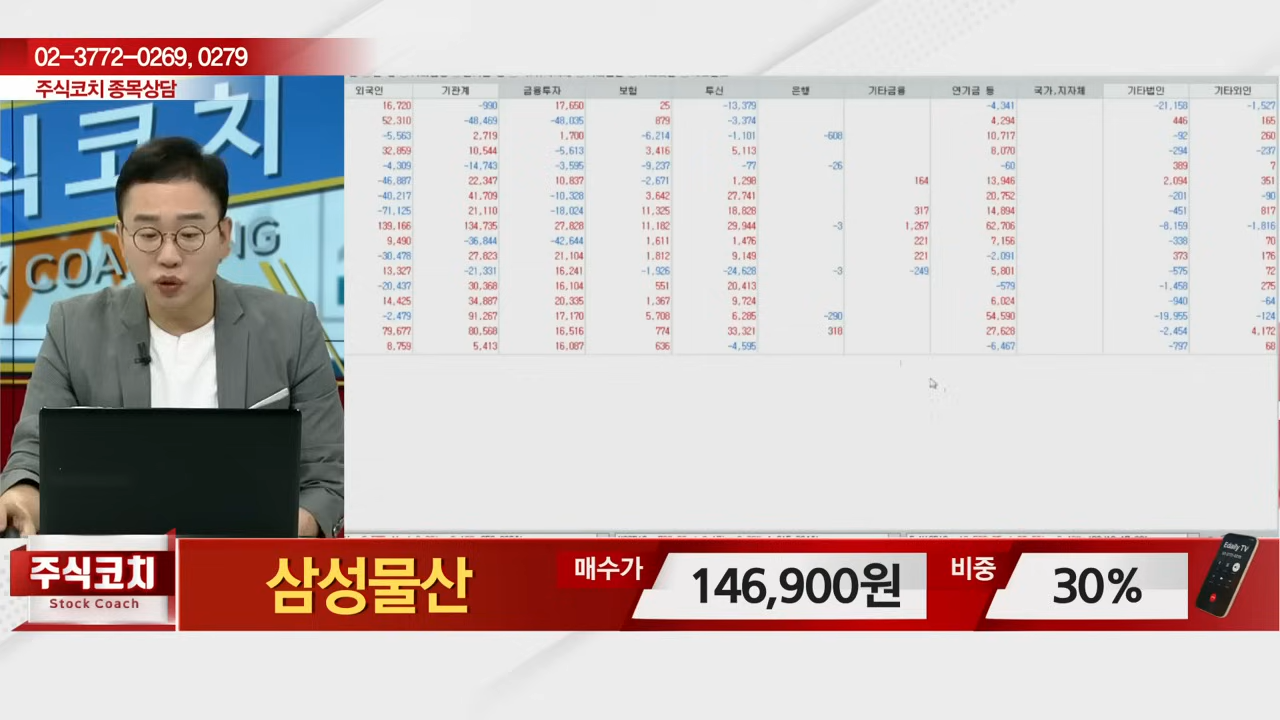 02-3772-0269, 0279
주식코치 종목상담
식코치
COA
NG
외국인 기관계 금융투자 보험 투신 은행 기타금융 연기금 등 국가,지자체 기타법인 기타외인
16,720 -990 17,650 25 -13,379 -4,341 -21,158 -1,527
52,310 -48,469 -48,035 879 -3,374 4,294 446 165
-5,563 2,719 1,700 -6,214 -1,101 -608 10,717 -92 260
32,859 10,544 -5,613 3,416 5,113 8,070 -294 -237
-4,309 -14,743 -3,595 -9,237 -77 -26 -60 389 7
-46,887 22,347 10,837 -2,671 1,298 164 13,946 2,094 351
-40,217 41,709 -10,328 3,642 27,741 20,752 -201 -90
-71,125 21,110 -18,024 11,325 18,828 317 14,894 -451 817
139,166 134,735 27,828 11,182 29,944 -3 1,267 62,706 -8,159 -1,816
9,490 -36,844 -42,644 1,611 1,476 221 7,156 -338 70
-30,478 27,823 21,104 1,812 9,149 221 -2,091 373 176
13,327 -21,331 16,241 -1,926 -24,628 -3 -249 5,801 -575 72
-20,437 30,368 16,104 551 20,413 -579 -1,458 275
14,425 34,887 20,335 1,367 9,724 6,024 -940 -64
-2,479 91,267 17,170 5,708 6,285 -290 54,590 -19,955 -124
79,677 80,568 16,516 774 33,321 318 27,628 -2,454 4,172
8,759 5,413 16,087 636 -4,595 -6,467 -797 68
주식코치
Stock Coach
삼성물산
매수가
146,900원
비중
30%
Edaily TV